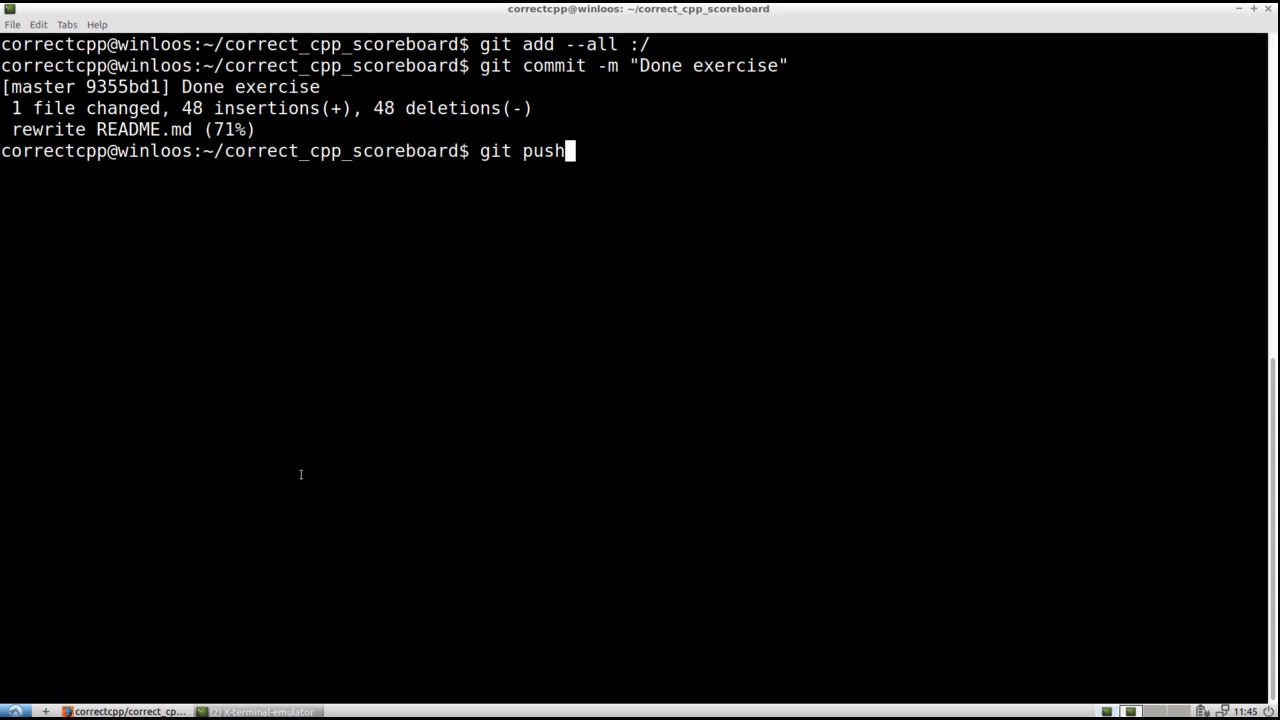 correctcpp@winloos: ~/correct_cpp_scoreboard
File Edit Tabs Help
correctcpp@winloos:~/correct_cpp_scoreboard$ git add --all :/
correctcpp@winloos:~/correct_cpp_scoreboard$ git commit -m "Done exercise"
[master 9355bd1] Done exercise
 1 file changed, 48 insertions(+), 48 deletions(-)
 rewrite README.md (71%)
correctcpp@winloos:~/correct_cpp_scoreboard$ git push
correctcpp/correct_cp... (2) X-terminal-emulator 11:45